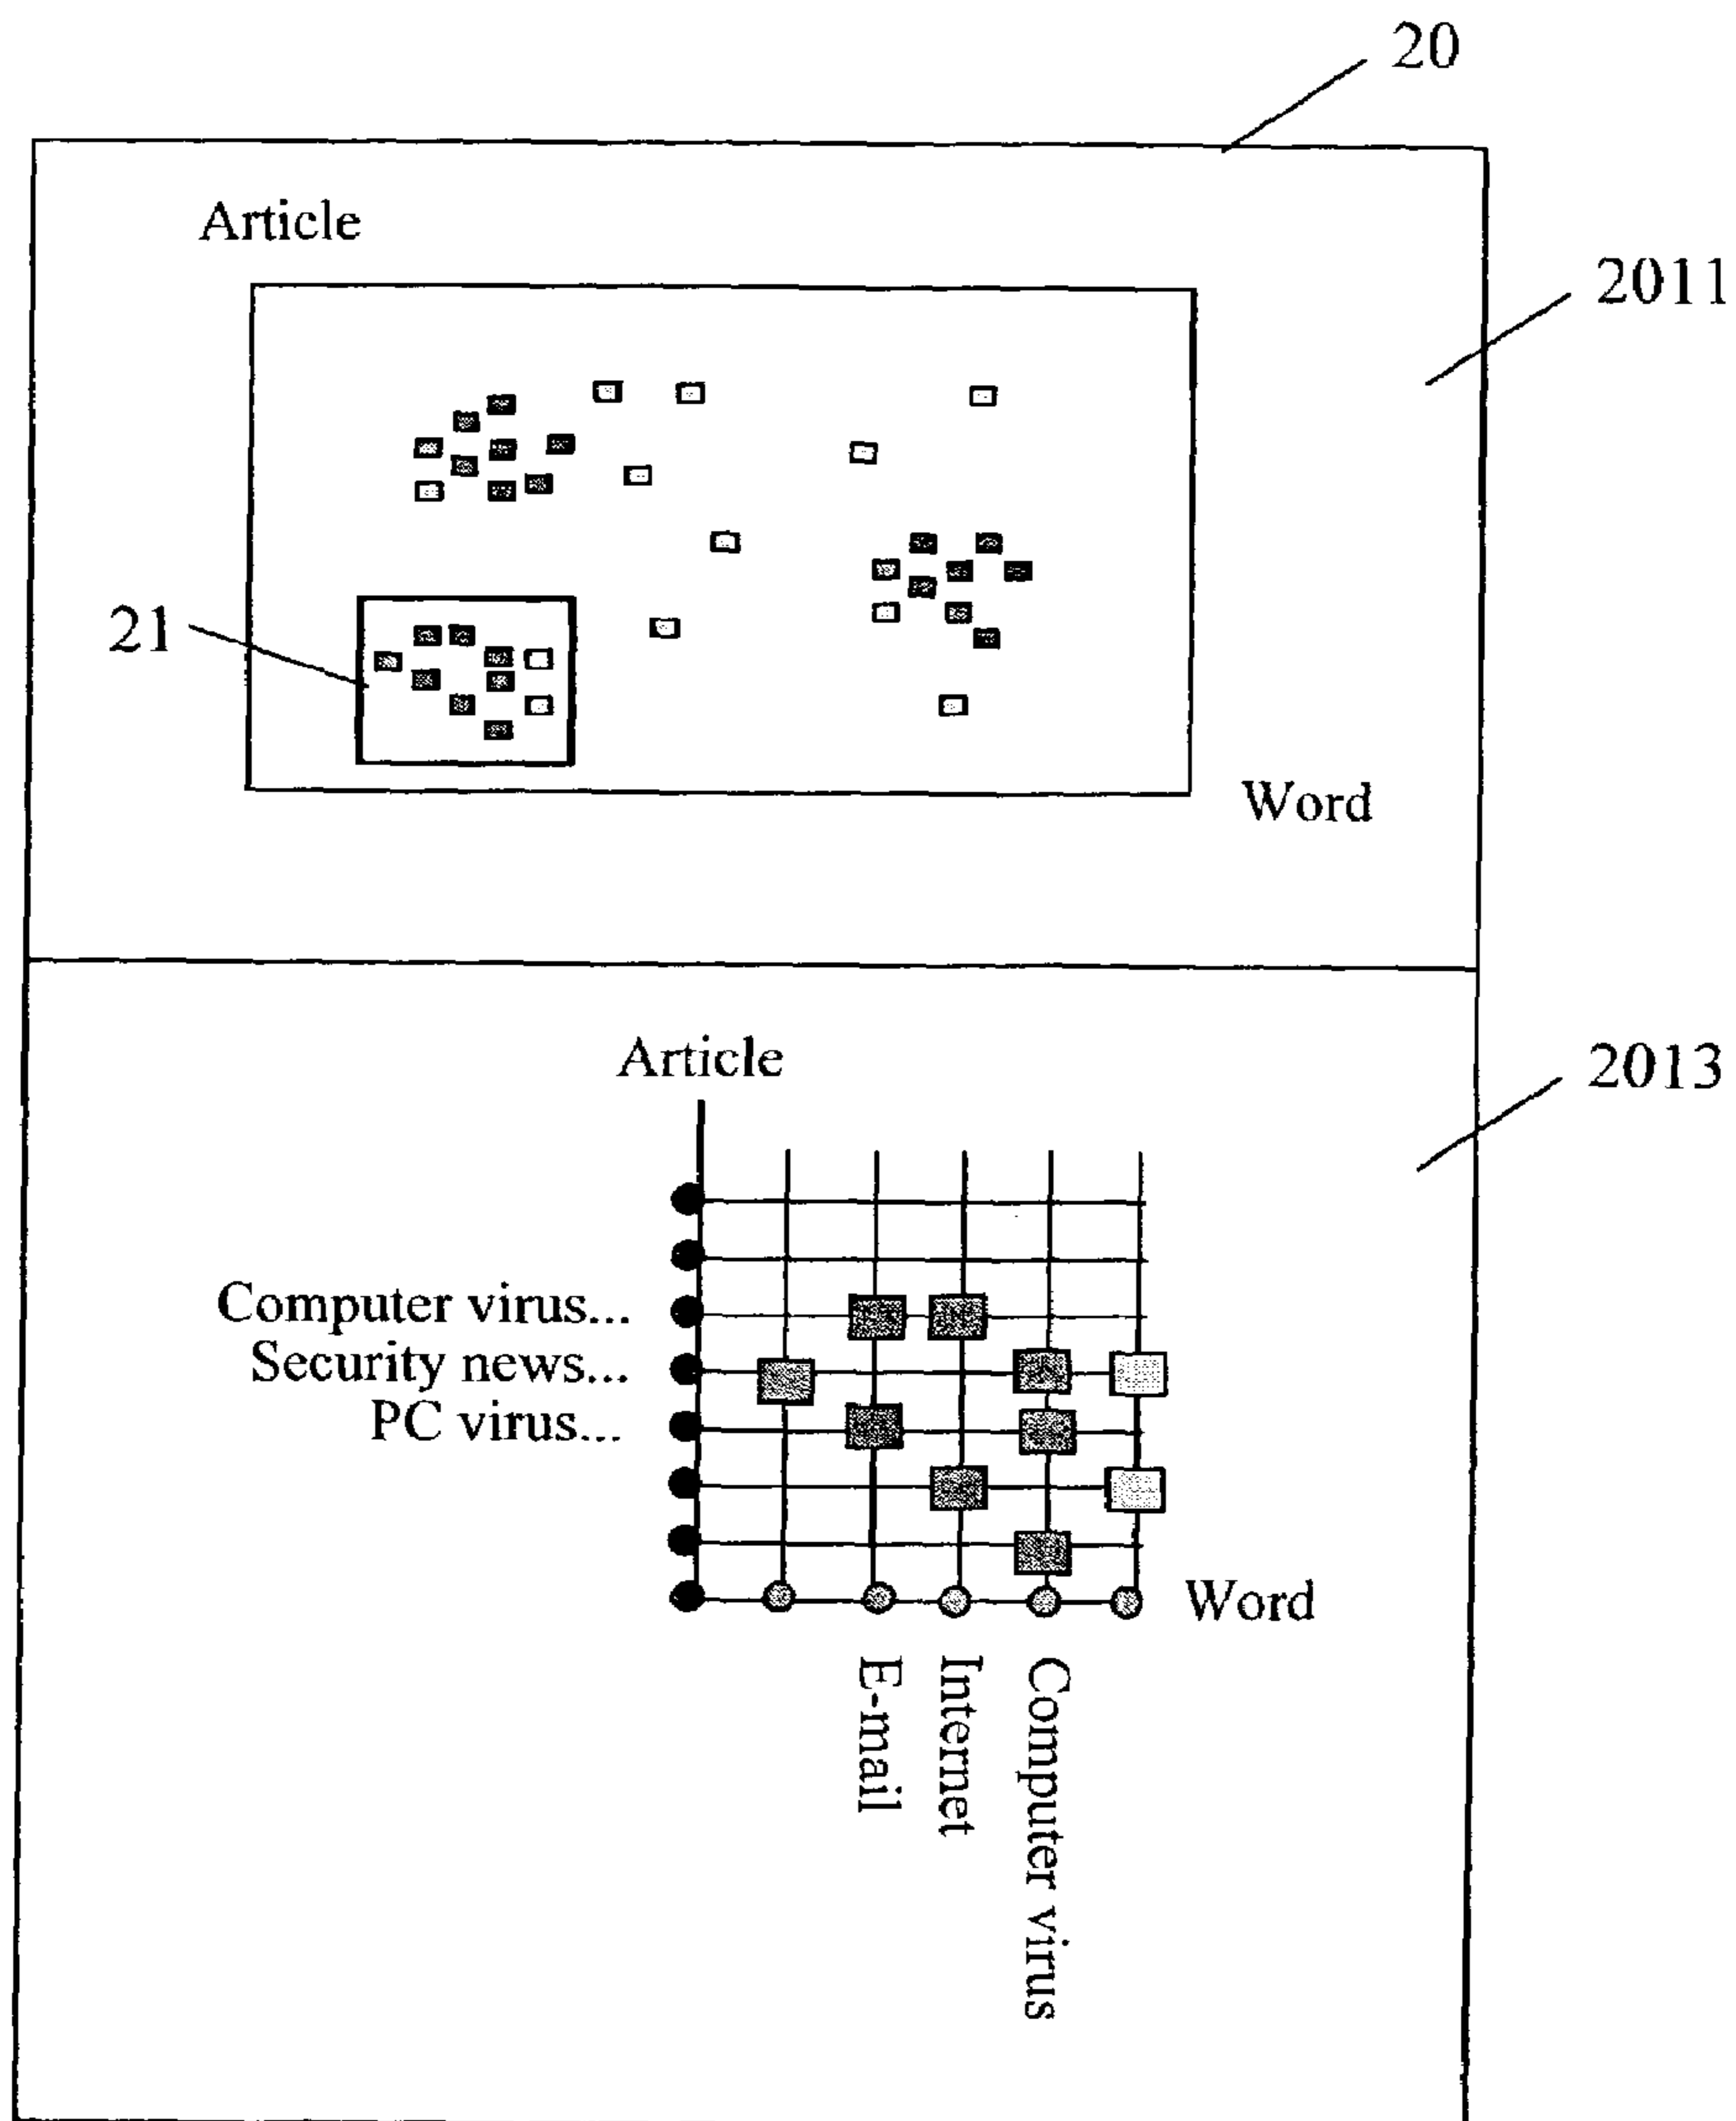 20
Article
2011
21
Word
Article
2013
Computer virus...
Security news...
PC virus...
Word
E-mail
Internet
Computer virus